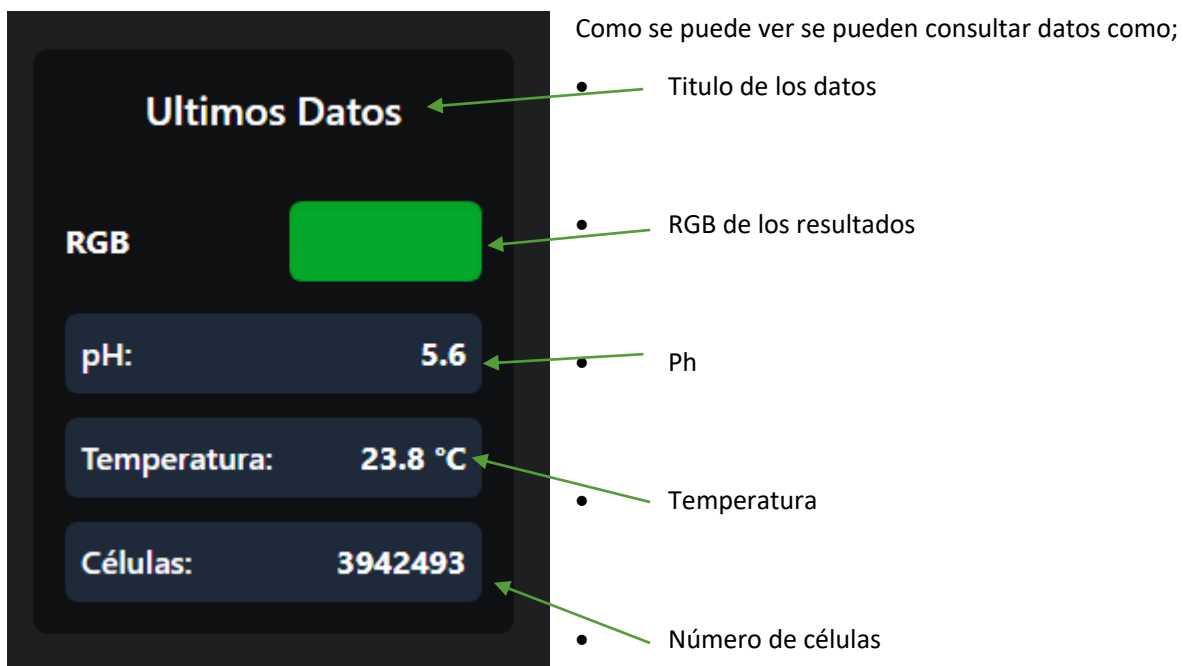 Ultimos Datos
RGB
pH: 5.6
Temperatura: 23.8 °C
Células: 3942493
Como se puede ver se pueden consultar datos como;
• Titulo de los datos
• RGB de los resultados
• Ph
• Temperatura
• Número de células